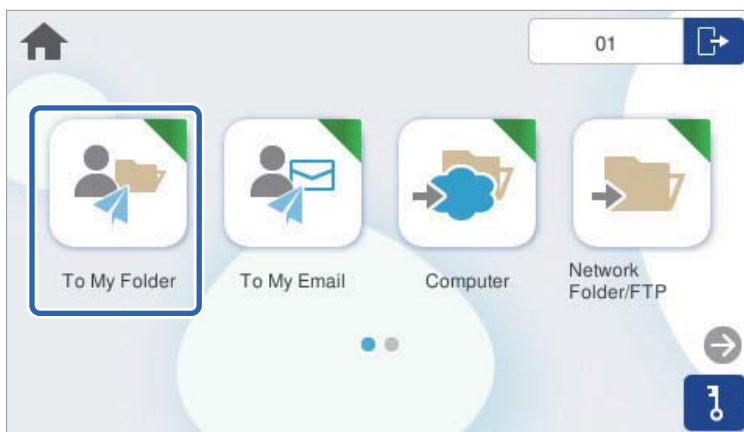 01
To My Folder
To My Email
Computer
Network
Folder/FTP